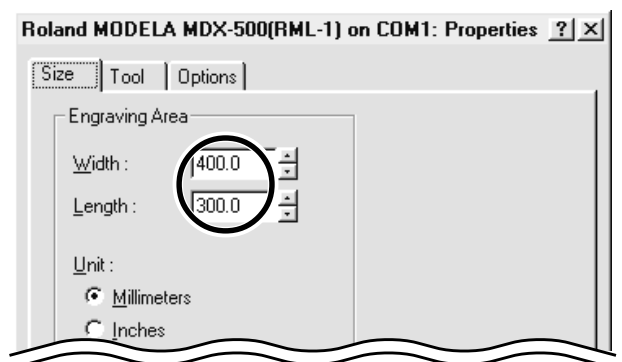 Roland MODELA MDX-500(RML-1) on COM1: Properties ? ×
Size Tool Options
Engraving Area
Width : 400.0
Length : 300.0
Unit :
Millimeters
Inches